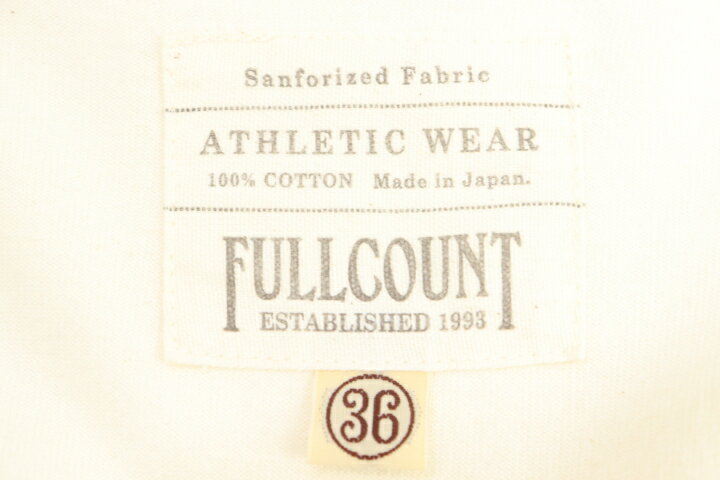 Sanforized Fabric
ATHLETIC WEAR
100% COTTON Made in Japan.
FULLCOUNT
ESTABLISHED 1993
36